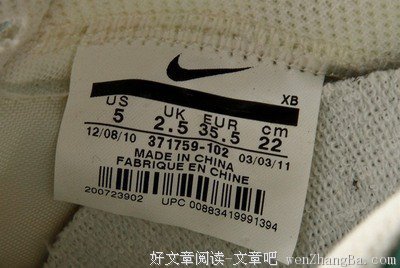 XB
US UK EUR cm
5 2.5 35.5 22
12/08/10 371759-102 03/03/11
MADE IN CHINA
FABRIQUE EN CHINE
200723902 UPC 00883419991394
好文章阅读-文章吧 wenZhangBa.com